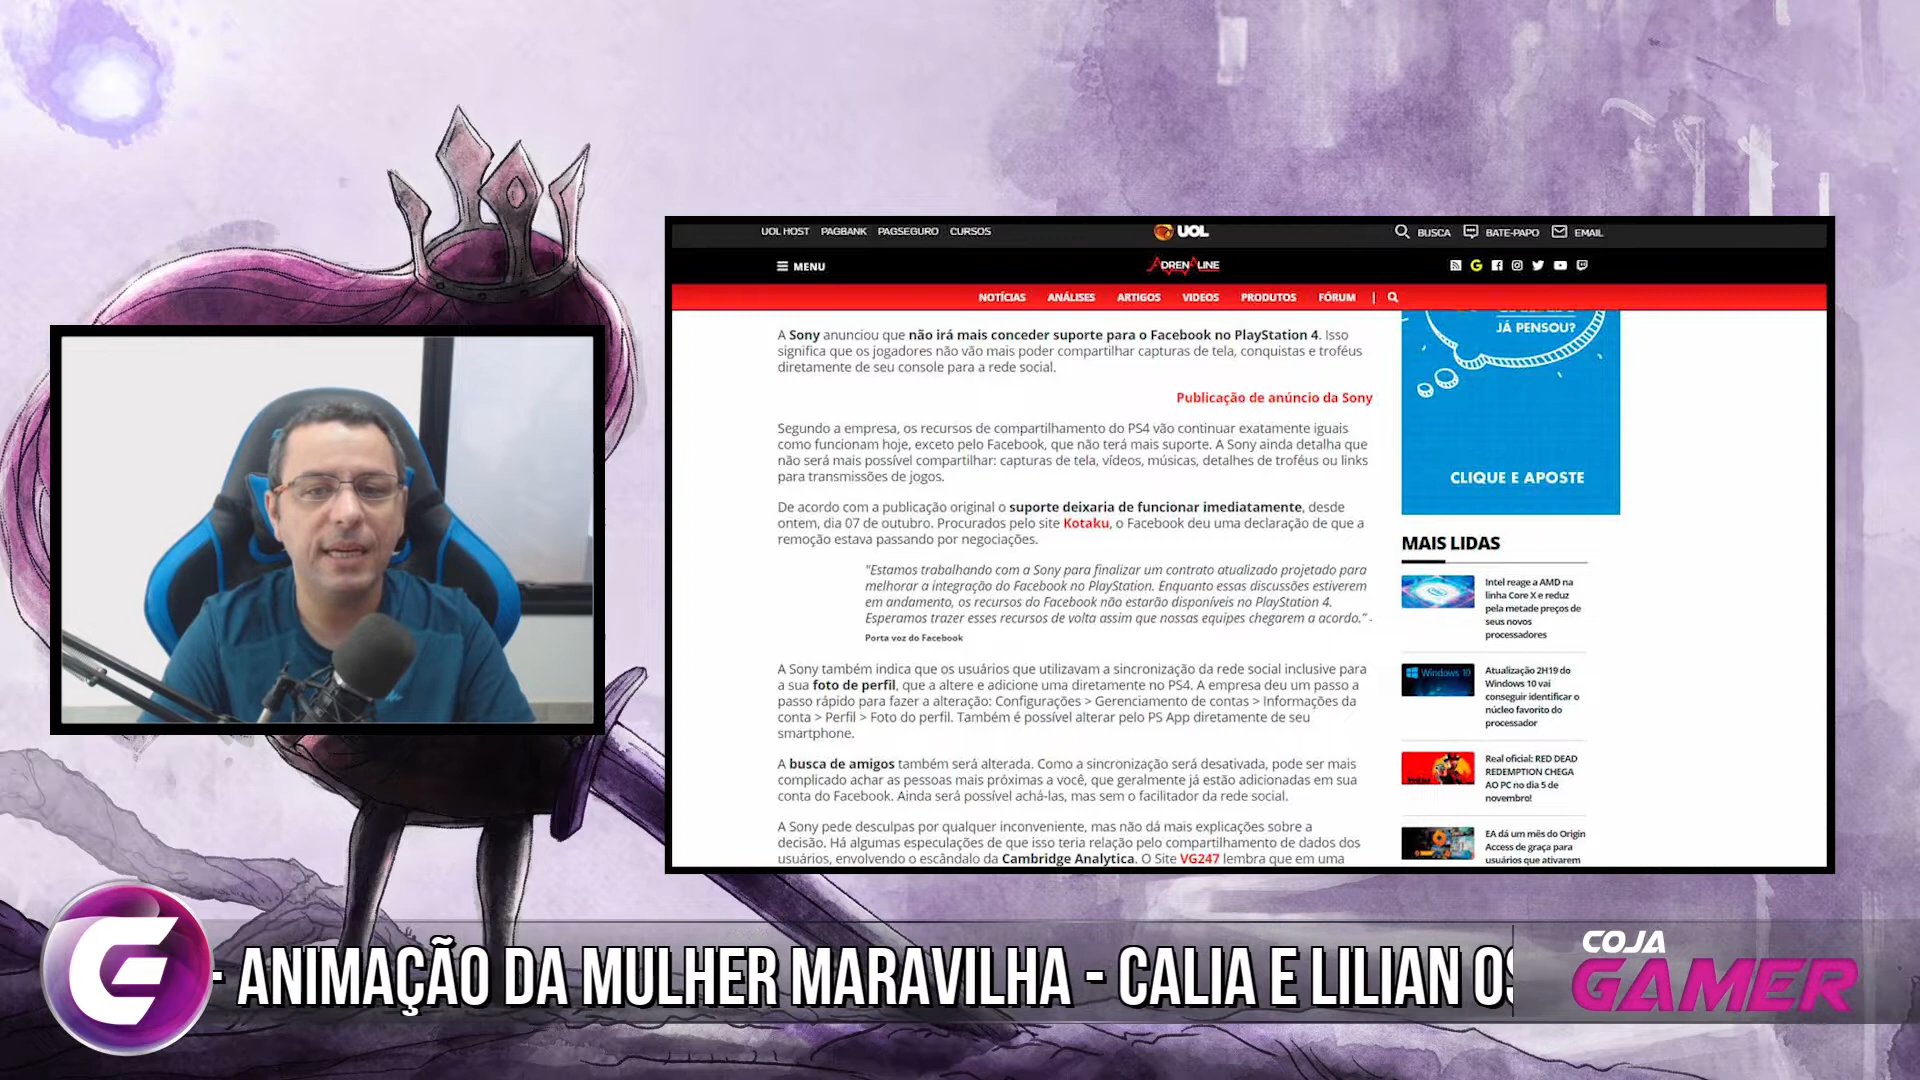 UOL HOST PAGBANK PAGSEGURO CURSOS
UOL
BUSCA BATE-PAPO EMAIL
MENU
ADRENALINE
NOTÍCIAS ANÁLISES ARTIGOS VIDEOS PRODUTOS FÓRUM |
A Sony anunciou que não irá mais conceder suporte para o Facebook no PlayStation 4. Isso
significa que os jogadores não vão mais poder compartilhar capturas de tela, conquistas e troféus
diretamente de seu console para a rede social.
Publicação de anúncio da Sony
Segundo a empresa, os recursos de compartilhamento do PS4 vão continuar exatamente iguais
como funcionam hoje, exceto pelo Facebook, que não terá mais suporte. A Sony ainda detalha que
não será mais possível compartilhar: capturas de tela, vídeos, músicas, detalhes de troféus ou links
para transmissões de jogos.
De acordo com a publicação original o suporte deixaria de funcionar imediatamente, desde
ontem, dia 07 de outubro. Procurados pelo site Kotaku, o Facebook deu uma declaração de que a
remoção estava passando por negociações.
"Estamos trabalhando com a Sony para finalizar um contrato atualizado projetado para
melhorar a integração do Facebook no PlayStation. Enquanto essas discussões estiverem
em andamento, os recursos do Facebook não estarão disponíveis no PlayStation 4.
Esperamos trazer esses recursos de volta assim que nossas equipes chegarem a acordo." -
Porta voz do Facebook
A Sony também indica que os usuários que utilizavam a sincronização da rede social inclusive para
a sua foto de perfil, que a altere e adicione uma diretamente no PS4. A empresa deu um passo a
passo rápido para fazer a alteração: Configurações > Gerenciamento de contas > Informações da
conta > Perfil > Foto do perfil. Também é possível alterar pelo PS App diretamente de seu
smartphone.
A busca de amigos também será alterada. Como a sincronização será desativada, pode ser mais
complicado achar as pessoas mais próximas a você, que geralmente já estão adicionadas em sua
conta do Facebook. Ainda será possível achá-las, mas sem o facilitador da rede social.
A Sony pede desculpas por qualquer inconveniente, mas não dá mais explicações sobre a
decisão. Há algumas especulações de que isso teria relação pelo compartilhamento de dados dos
usuários, envolvendo o escândalo da Cambridge Analytica. O Site VG247 lembra que em uma
JÁ PENSOU?
CLIQUE E APOSTE
MAIS LIDAS
Intel reage a AMD na
linha Core X e reduz
pela metade preços de
seus novos
processadores
Windows 10
Atualização 2H19 do
Windows 10 vai
conseguir identificar o
núcleo favorito do
processador
Real oficial: RED DEAD
REDEMPTION CHEGA
AO PC no dia 5 de
novembro!
EA dá um mês do Origin
Access de graça para
usuários que ativarem
- ANIMAÇÃO DA MULHER MARAVILHA - CALIA E LILIAN OS
COJA
GAMER